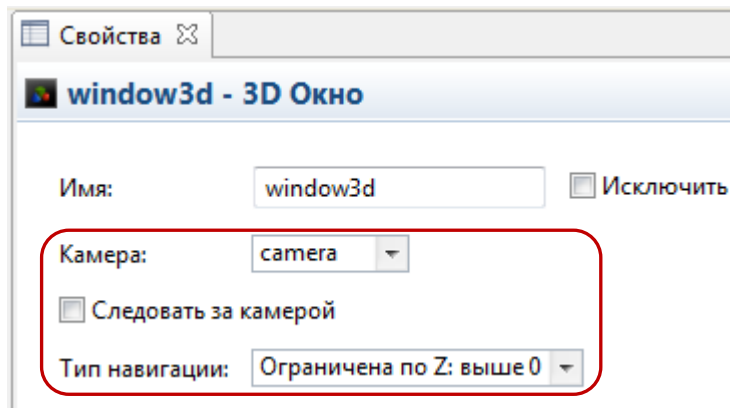 Свойства
window3d - 3D Окно
Имя: window3d Исключить
Камера: camera
Следовать за камерой
Тип навигации: Ограничена по Z: выше 0